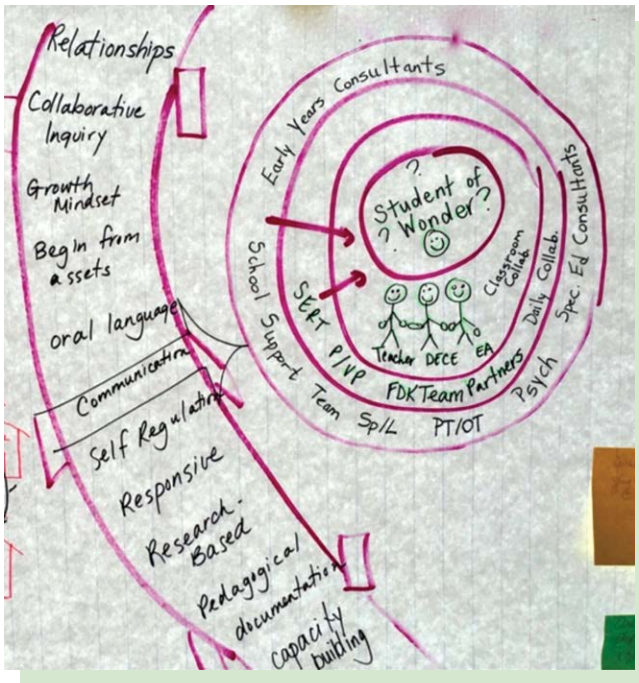 Relationships
Collaborative
Inquiry
Growth
Mindset
Begin from
assets
oral language
Communication
Self Regulation
Responsive
Research-
Based
Pedagogical
documentation
capacity
building
Early Years Consultants
Spec. Ed Consultants
School Support Team Sp/L PT/OT Psych
SERT P/VP FDK Team Partners Daily Collab.
Classroom
Collab.
?
Student of
? Wonder?
Teacher DECE EA